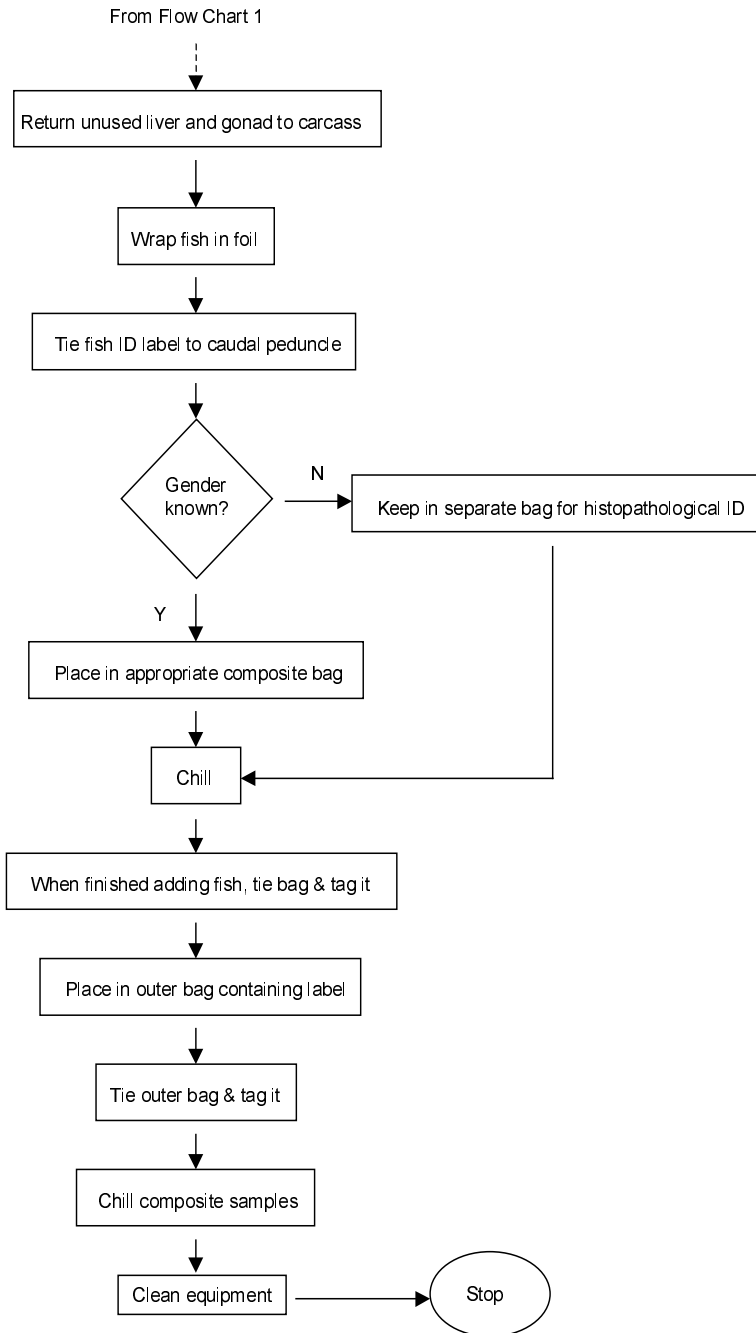 From Flow Chart 1
Return unused liver and gonad to carcass
Wrap fish in foil
Tie fish ID label to caudal peduncle
Gender
known?
N
Keep in separate bag for histopathological ID
Y
Place in appropriate composite bag
Chill
When finished adding fish, tie bag & tag it
Place in outer bag containing label
Tie outer bag & tag it
Chill composite samples
Clean equipment
Stop